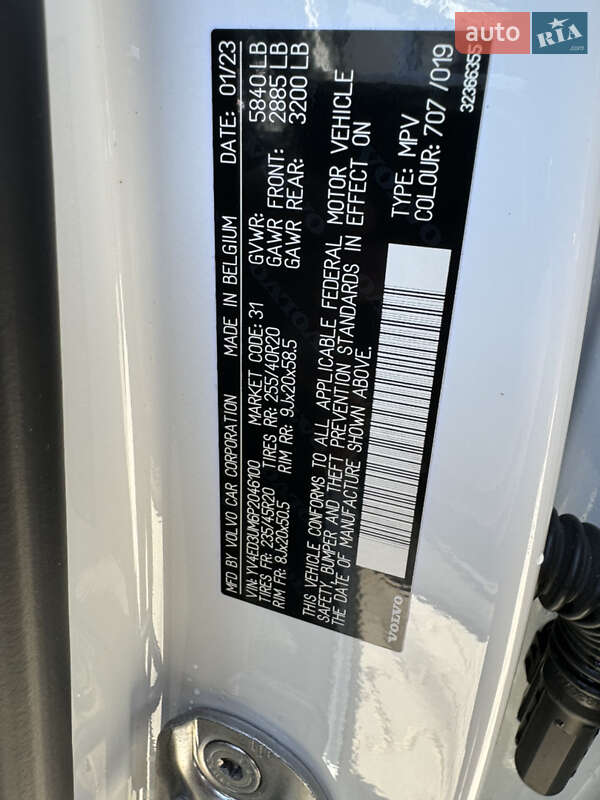 auto RIA.com
MFD BY VOLVO CAR CORPORATION MADE IN BELGIUM DATE: 01/23
VIN: YV4ED3UM6P2046100 MARKET CODE: 31 GVWR: 5840 LB
TIRES FR: 235/45R20 TIRES RR: 255/40R20 GAWR FRONT: 2885 LB
RIM FR: 8Jx20x50.5 RIM RR: 9Jx20x58.5 GAWR REAR: 3200 LB
THIS VEHICLE CONFORMS TO ALL APPLICABLE FEDERAL MOTOR VEHICLE
SAFETY, BUMPER AND THEFT PREVENTION STANDARDS IN EFFECT ON
THE DATE OF MANUFACTURE SHOWN ABOVE.
TYPE: MPV
COLOUR: 707 /019
VOLVO
32366355